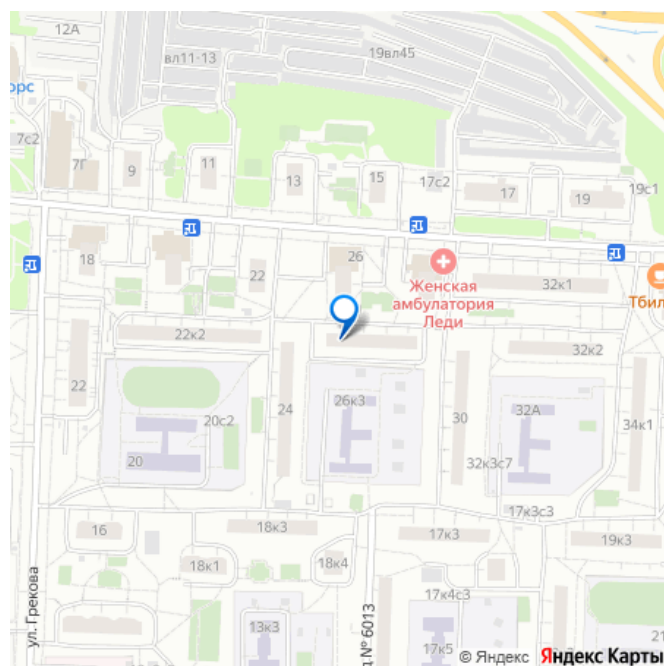 12А
вл11-13
19вл45
орс
7с2
7Г
9
11
13
15
17с2
17
19
19с1
18
22
26
Женская
амбулатория
Леди
32к1
Тбил
22к2
32к2
22
24
26к3
30
32А
34к1
20с2
20
32к3с7
17к3с3
16
18к3
17к3
19к3
18к1
18к4
ул. Грекова
13к3
д № 6013
17к4с3
17к5
21
© Яндекс Яндекс Карты